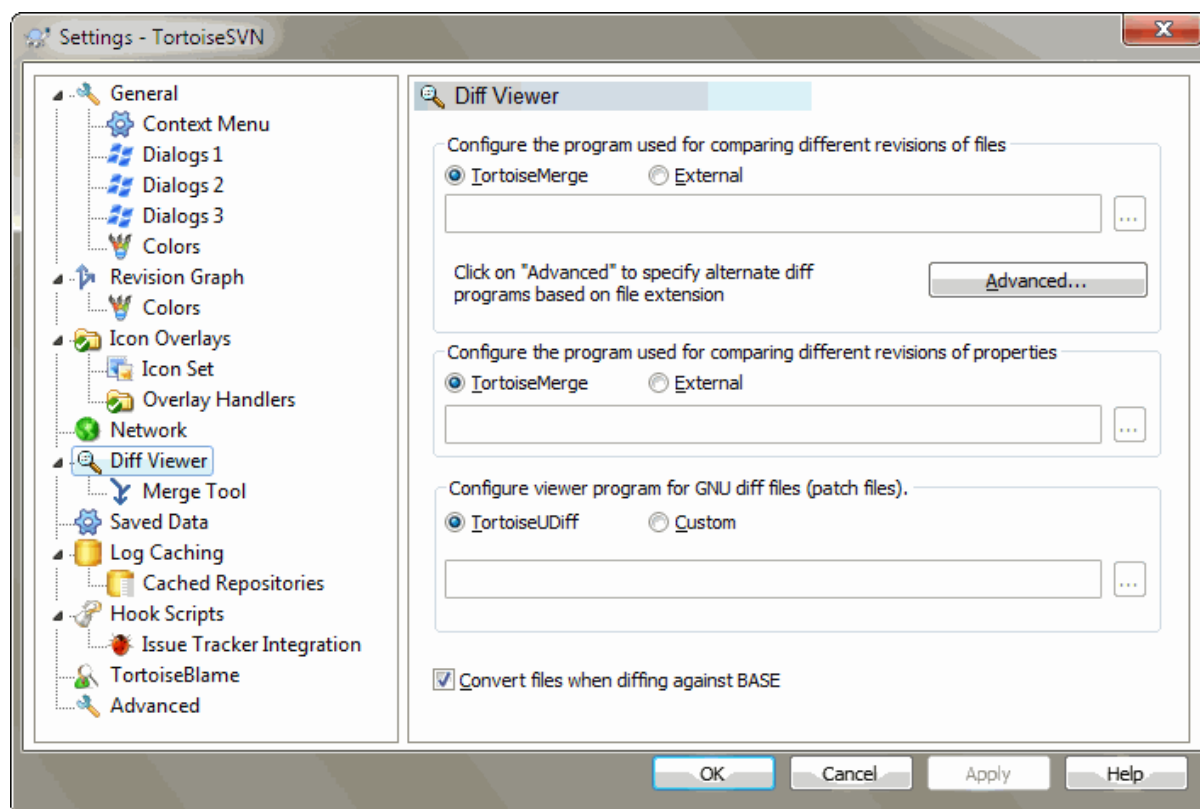 Settings - TortoiseSVN
General
Context Menu
Dialogs 1
Dialogs 2
Dialogs 3
Colors
Revision Graph
Colors
Icon Overlays
Icon Set
Overlay Handlers
Network
Diff Viewer
Merge Tool
Saved Data
Log Caching
Cached Repositories
Hook Scripts
Issue Tracker Integration
TortoiseBlame
Advanced
Diff Viewer
Configure the program used for comparing different revisions of files
TortoiseMerge External
...
Click on "Advanced" to specify alternate diff
programs based on file extension
Advanced...
Configure the program used for comparing different revisions of properties
TortoiseMerge External
...
Configure viewer program for GNU diff files (patch files).
TortoiseUDiff Custom
...
Convert files when diffing against BASE
OK Cancel Apply Help